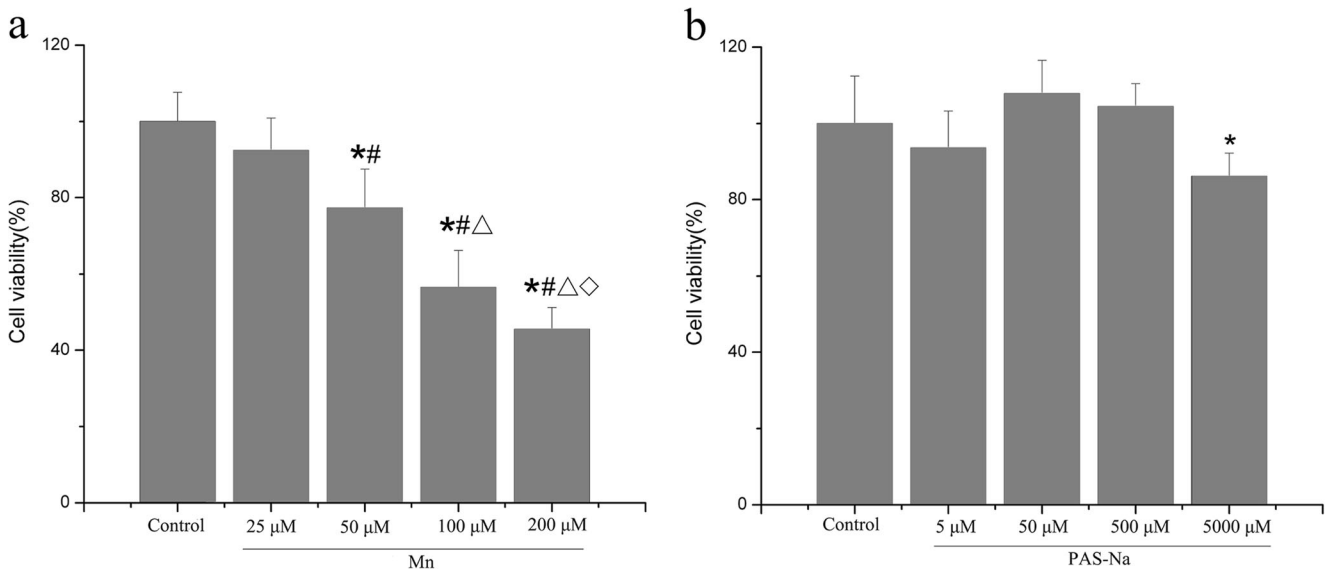 a
120
80
40
0
Cell viability(%)
*#
*#△
*#△◇
Control 25 μM 50 μM 100 μM 200 μM
Mn
b
120
80
40
0
Cell viability(%)
*
Control 5 μM 50 μM 500 μM 5000 μM
PAS-Na